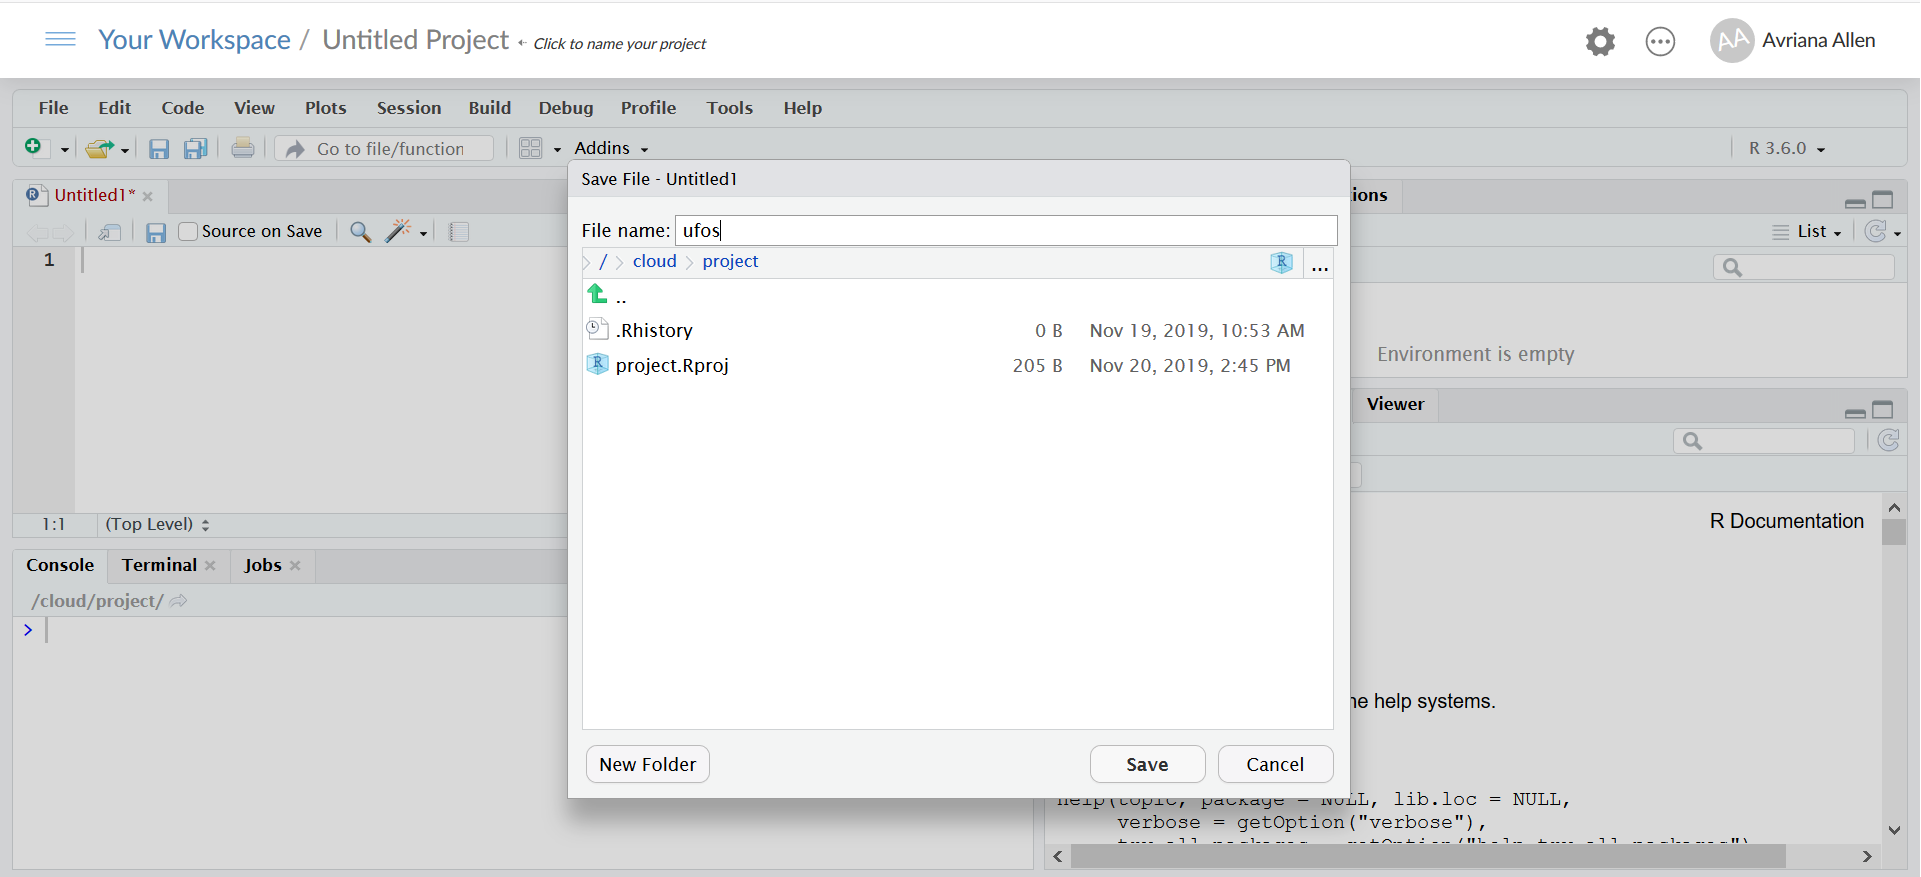 Your Workspace / Untitled Project ← Click to name your project
AA Avriana Allen
File Edit Code View Plots Session Build Debug Profile Tools Help
Go to file/function Addins R 3.6.0
Untitled1* ×
Source on Save
1
1:1 (Top Level)
Console Terminal × Jobs ×
/cloud/project/
>
Save File - Untitled1
File name: ufos
/ cloud project R ...
..
.Rhistory 0 B Nov 19, 2019, 10:53 AM
project.Rproj 205 B Nov 20, 2019, 2:45 PM
New Folder Save Cancel
ions
List
Environment is empty
Viewer
R Documentation
he help systems.
help(topic, package = NULL, lib.loc = NULL,
verbose = getOption("verbose"),